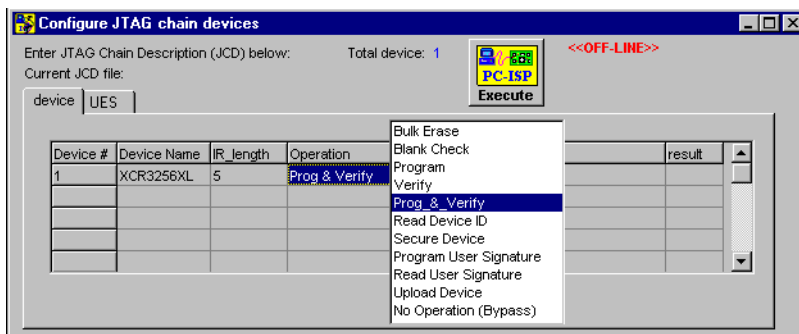 Configure JTAG chain devices
Enter JTAG Chain Description (JCD) below: Total device: 1 <<OFF-LINE>>
Current JCD file:
PC-ISP
Execute
device UES
Device # Device Name IR_length Operation result
1 XCR3256XL 5 Prog & Verify
Bulk Erase
Blank Check
Program
Verify
Prog_&_Verify
Read Device ID
Secure Device
Program User Signature
Read User Signature
Upload Device
No Operation (Bypass)